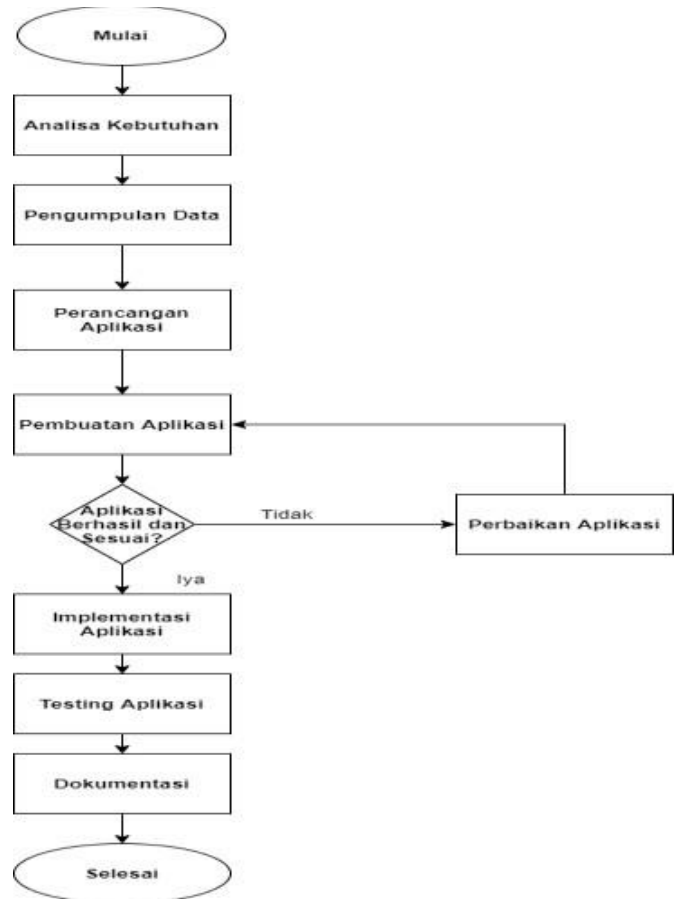 Mulai
Analisa Kebutuhan
Pengumpulan Data
Perancangan
Aplikasi
Pembuatan Aplikasi
Aplikasi
Berhasil dan
Sesuai?
Tidak
Perbaikan Aplikasi
Iya
Implementasi
Aplikasi
Testing Aplikasi
Dokumentasi
Selesai